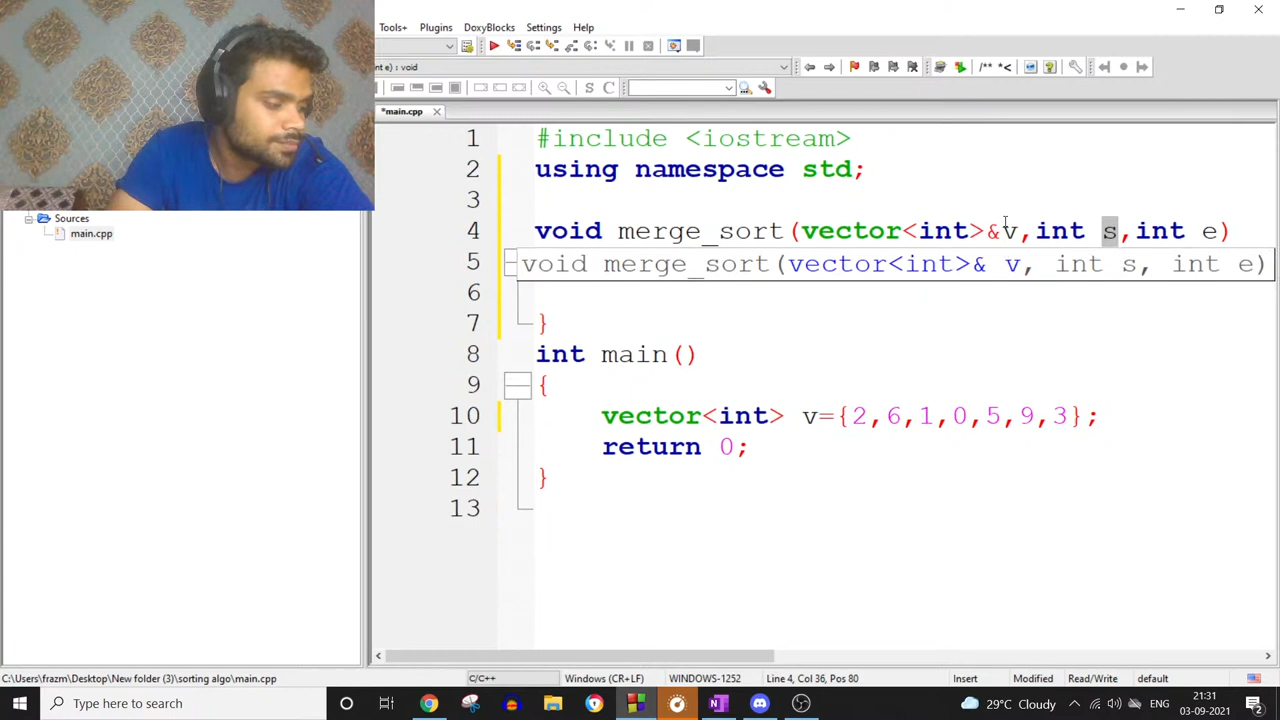 Tools+ Plugins DoxyBlocks Settings Help
nt e) : void
/** *<
S C
*main.cpp
Sources
main.cpp
1 #include <iostream>
2 using namespace std;
3
4 void merge_sort(vector<int>&v,int s,int e)
5 void merge_sort(vector<int>& v, int s, int e)
6
7 }
8 int main()
9 {
10 vector<int> v={2,6,1,0,5,9,3};
11 return 0;
12 }
13
C:\Users\frazm\Desktop\New folder (3)\sorting algo\main.cpp C/C++ Windows (CR+LF) WINDOWS-1252 Line 4, Col 36, Pos 80 Insert Modified Read/Write default
Type here to search 29°C Cloudy ENG 21:31
03-09-2021